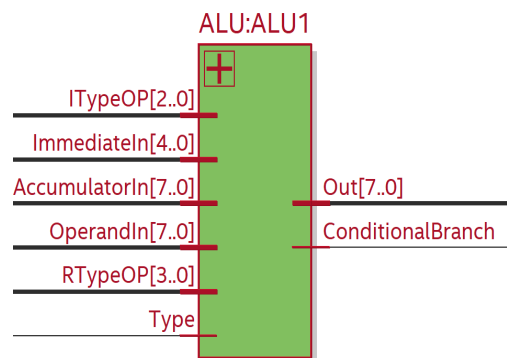 ALU:ALU1
ITypeOP[2..0]
ImmediateIn[4..0]
AccumulatorIn[7..0]
Out[7..0]
OperandIn[7..0]
ConditionalBranch
RTypeOP[3..0]
Type